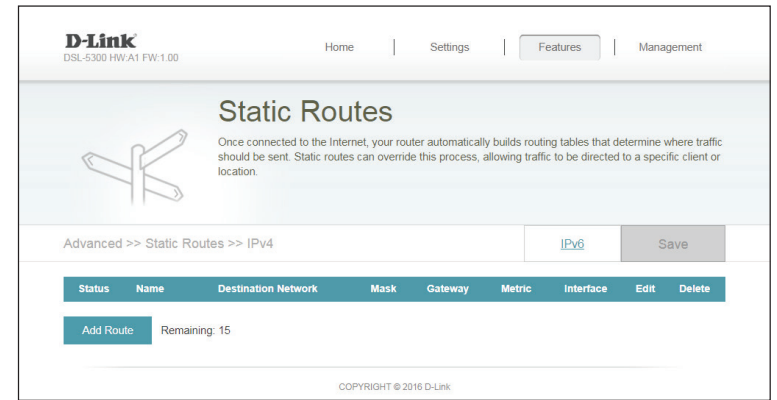 D-Link
DSL-5300 HW:A1 FW:1.00
Home | Settings | Features | Management
Static Routes
Once connected to the Internet, your router automatically builds routing tables that determine where traffic
should be sent. Static routes can override this process, allowing traffic to be directed to a specific client or
location.
Advanced >> Static Routes >> IPv4 IPv6 Save
Status Name Destination Network Mask Gateway Metric Interface Edit Delete
Add Route Remaining: 15
COPYRIGHT © 2016 D-Link